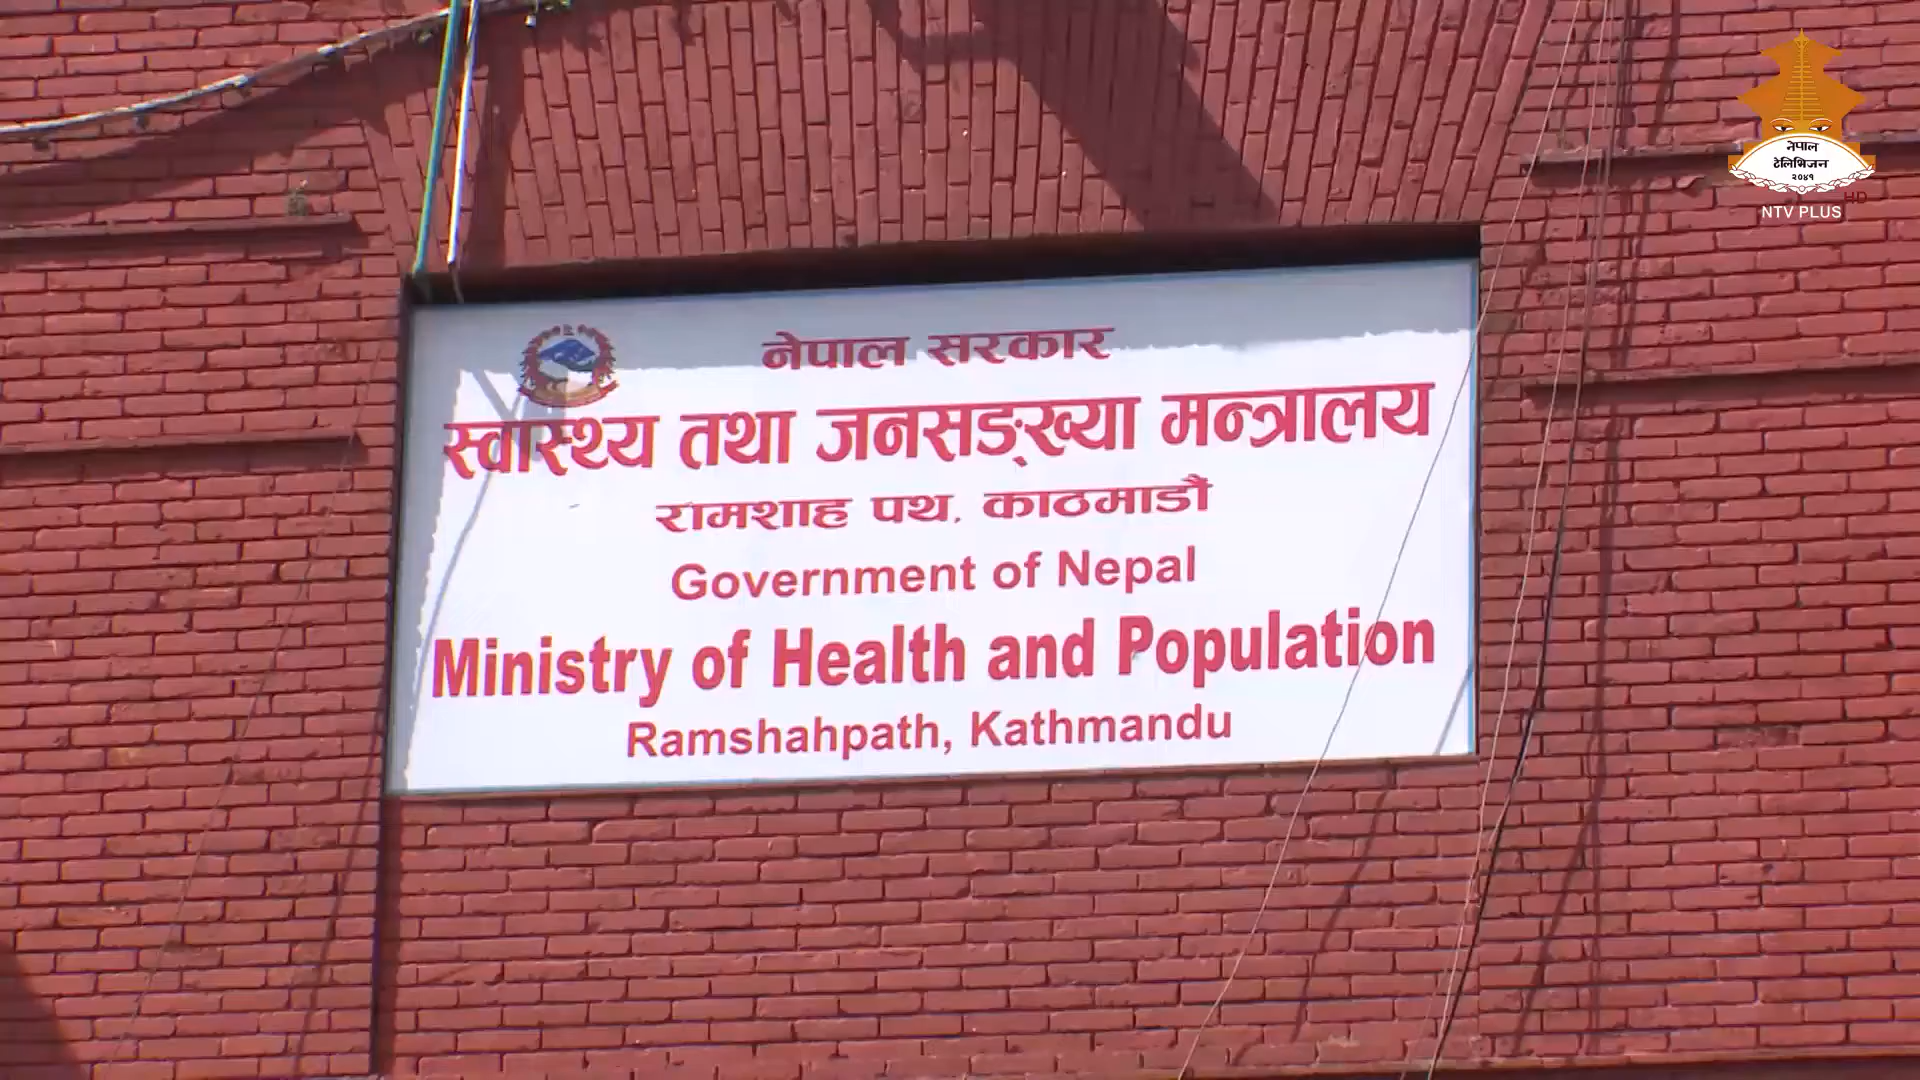 नेपाल सरकार
स्वास्थ्य तथा जनसङ्ख्या मन्त्रालय
रामशाह पथ, काठमाडौं
Government of Nepal
Ministry of Health and Population
Ramshahpath, Kathmandu
नेपाल
टेलिभिजन
२०४१
HD
NTV PLUS